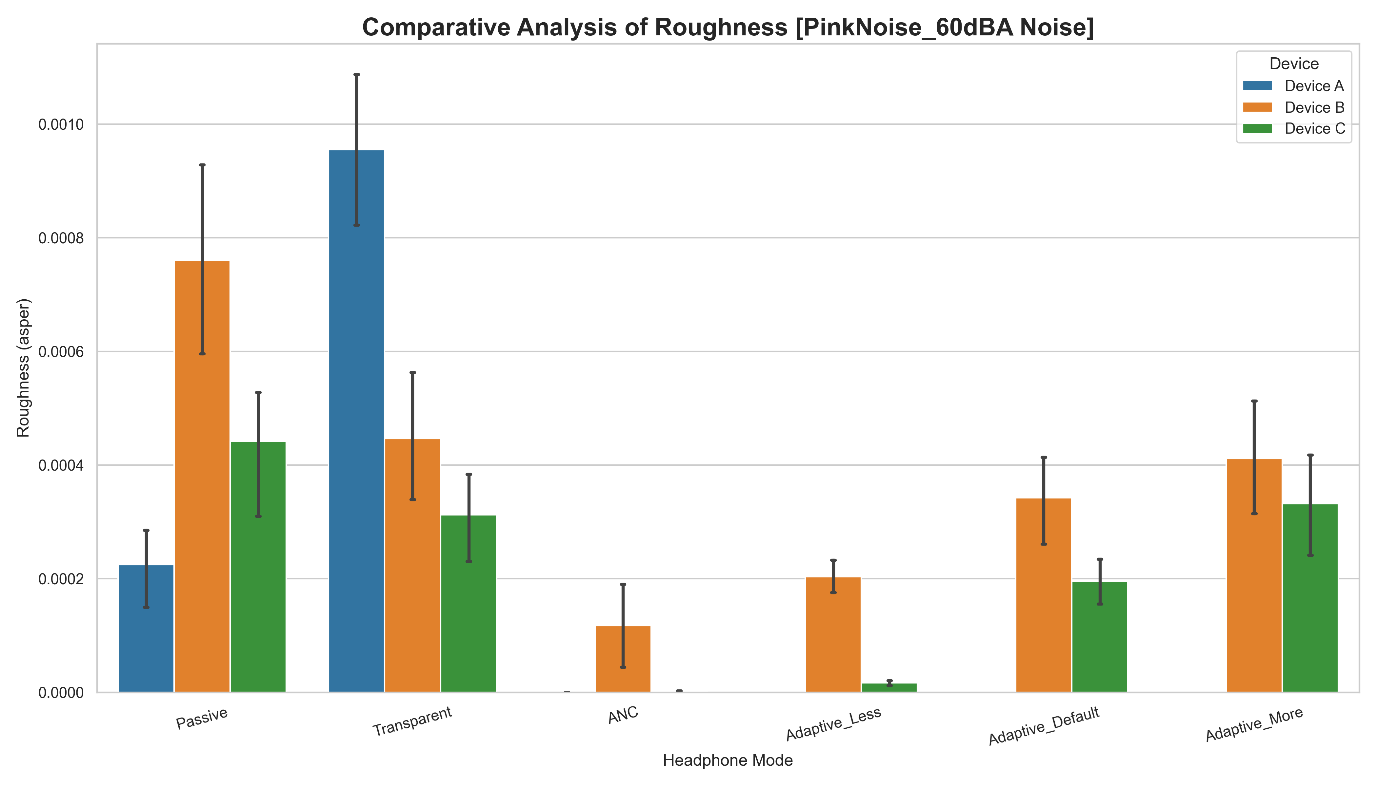 Comparative Analysis of Roughness [PinkNoise_60dBA Noise]
Device
Device A
Device B
Device C
Roughness (asper)
0.0010
0.0008
0.0006
0.0004
0.0002
0.0000
Passive
Transparent
ANC
Adaptive_Less
Adaptive_Default
Adaptive_More
Headphone Mode